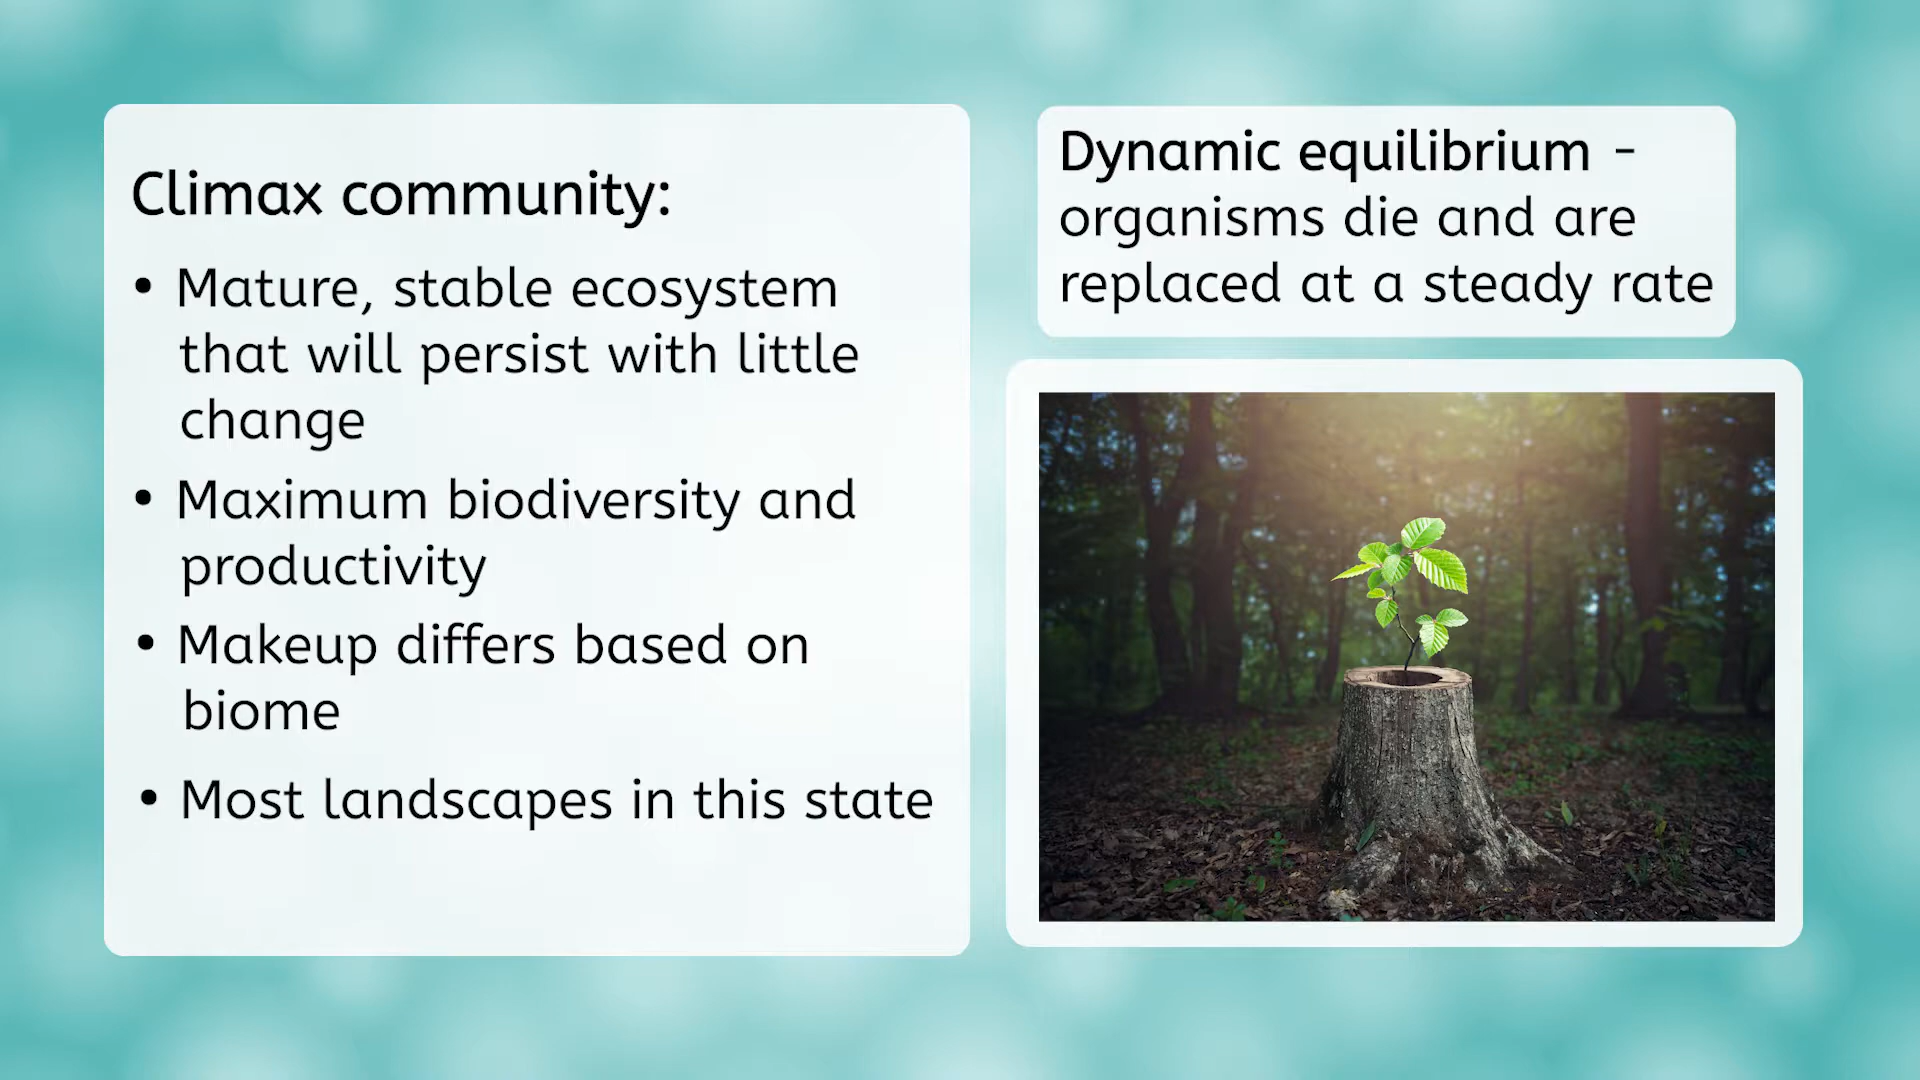 Climax community:
• Mature, stable ecosystem
that will persist with little
change
• Maximum biodiversity and
productivity
• Makeup differs based on
biome
• Most landscapes in this state
Dynamic equilibrium -
organisms die and are
replaced at a steady rate